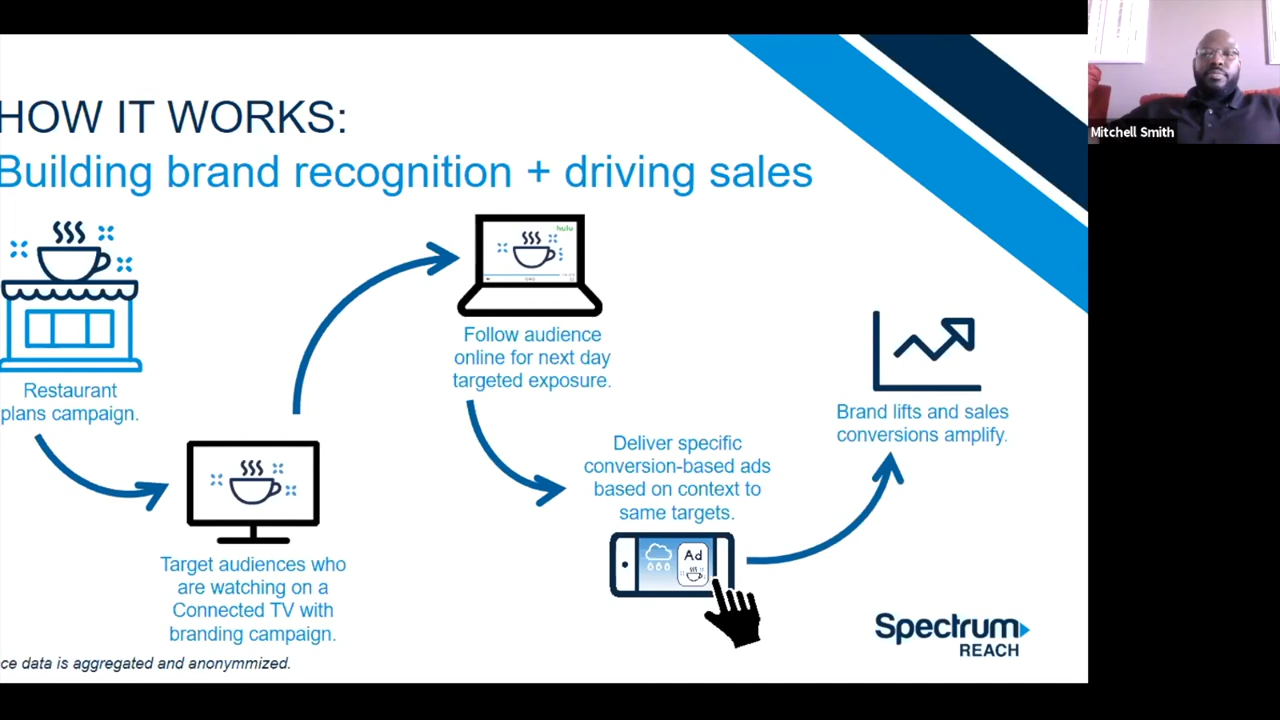 HOW IT WORKS:
Building brand recognition + driving sales
Restaurant
plans campaign.
Target audiences who
are watching on a
Connected TV with
branding campaign.
hulu
Follow audience
online for next day
targeted exposure.
Deliver specific
conversion-based ads
based on context to
same targets.
Ad
Brand lifts and sales
conversions amplify.
Spectrum
REACH
ce data is aggregated and anonymmized.
Mitchell Smith